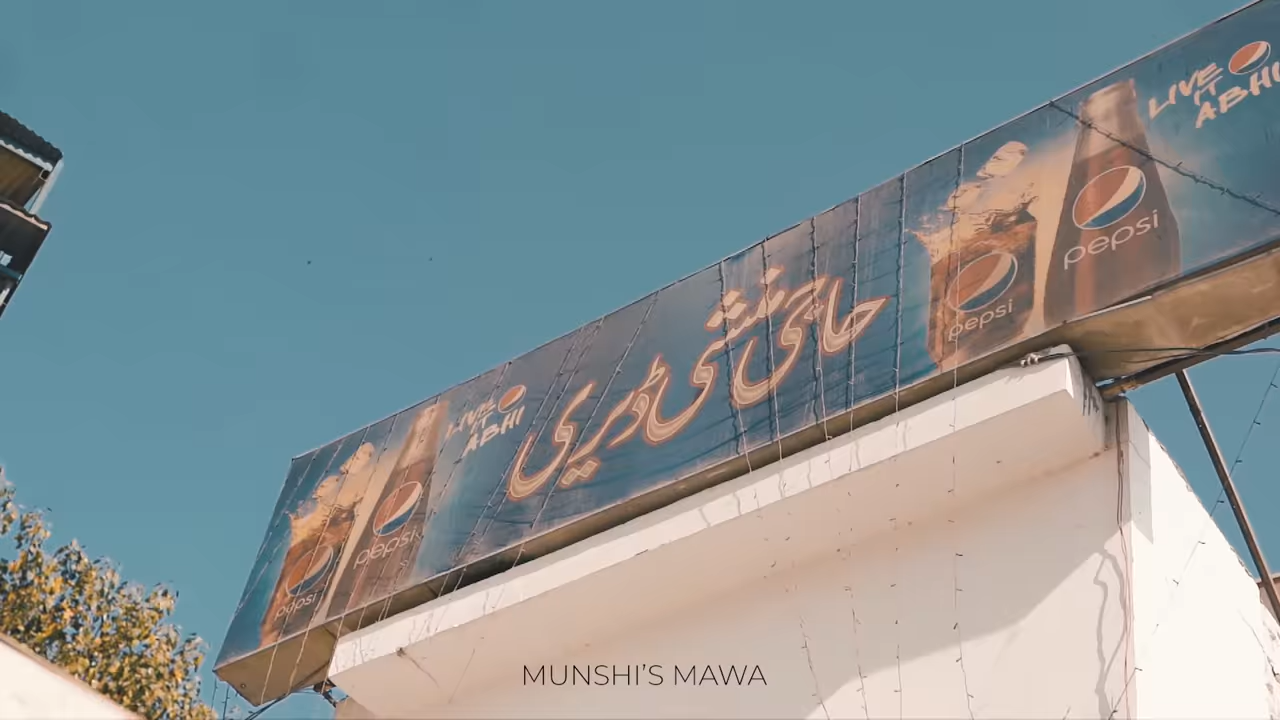 LIVE
IT
ABHI
pepsi
pepsi
حاجی منشی ڈیری
LIVE
IT
ABHI
pepsi
pepsi
MUNSHI'S MAWA